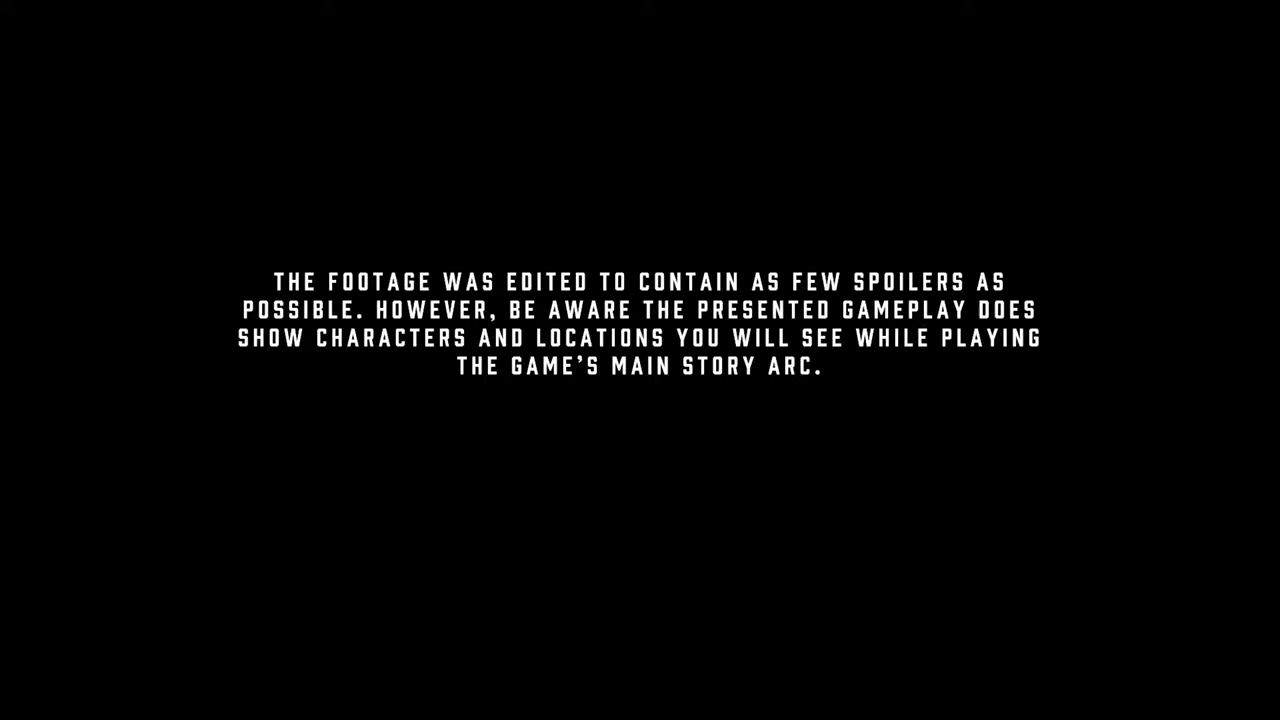 THE FOOTAGE WAS EDITED TO CONTAIN AS FEW SPOILERS AS
POSSIBLE. HOWEVER, BE AWARE THE PRESENTED GAMEPLAY DOES
SHOW CHARACTERS AND LOCATIONS YOU WILL SEE WHILE PLAYING
THE GAME’S MAIN STORY ARC.